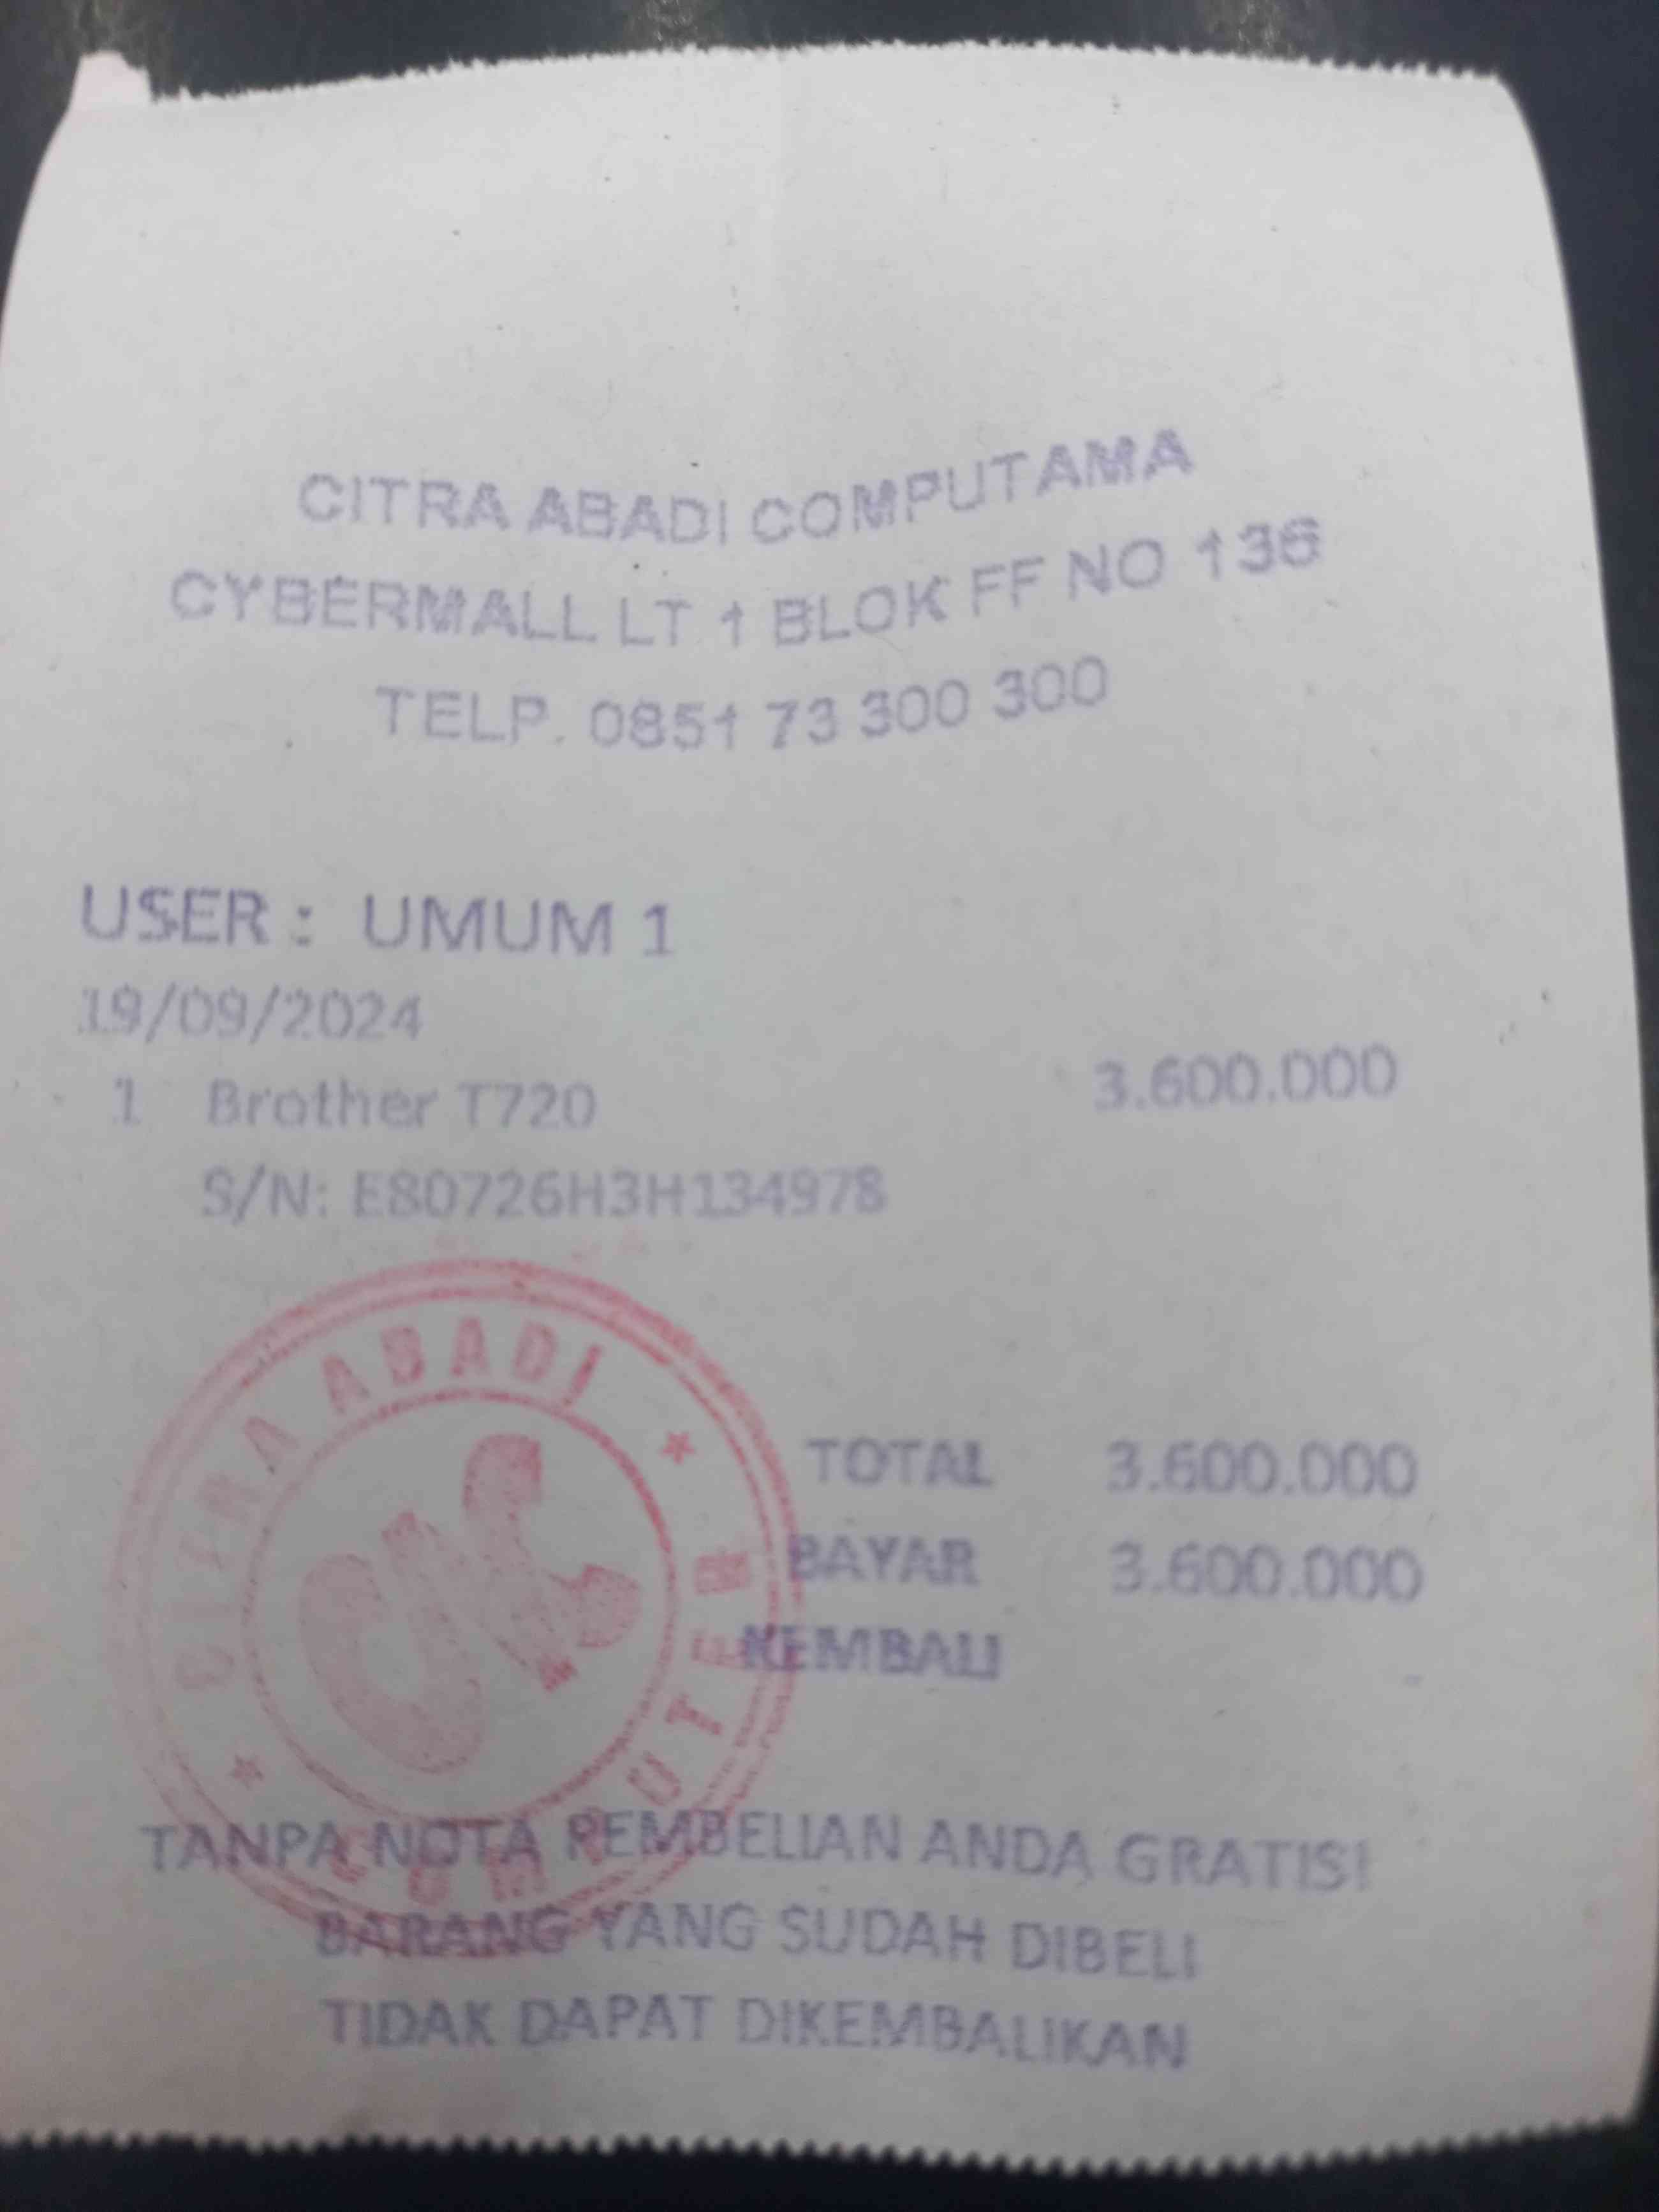 CITRA ABADI COMPUTAMA
CYBERMALL LT 1 BLOK FF NO 136
TELP. 0851 73 300 300
USER : UMUM 1
19/09/2024
1 Brother T720 3.600.000
S/N: E80726H3H134978
CITRA ABADI
COMPUTER
TOTAL 3.600.000
BAYAR 3.600.000
KEMBALI -
TANPA NOTA PEMBELIAN ANDA GRATIS!
BARANG YANG SUDAH DIBELI
TIDAK DAPAT DIKEMBALIKAN